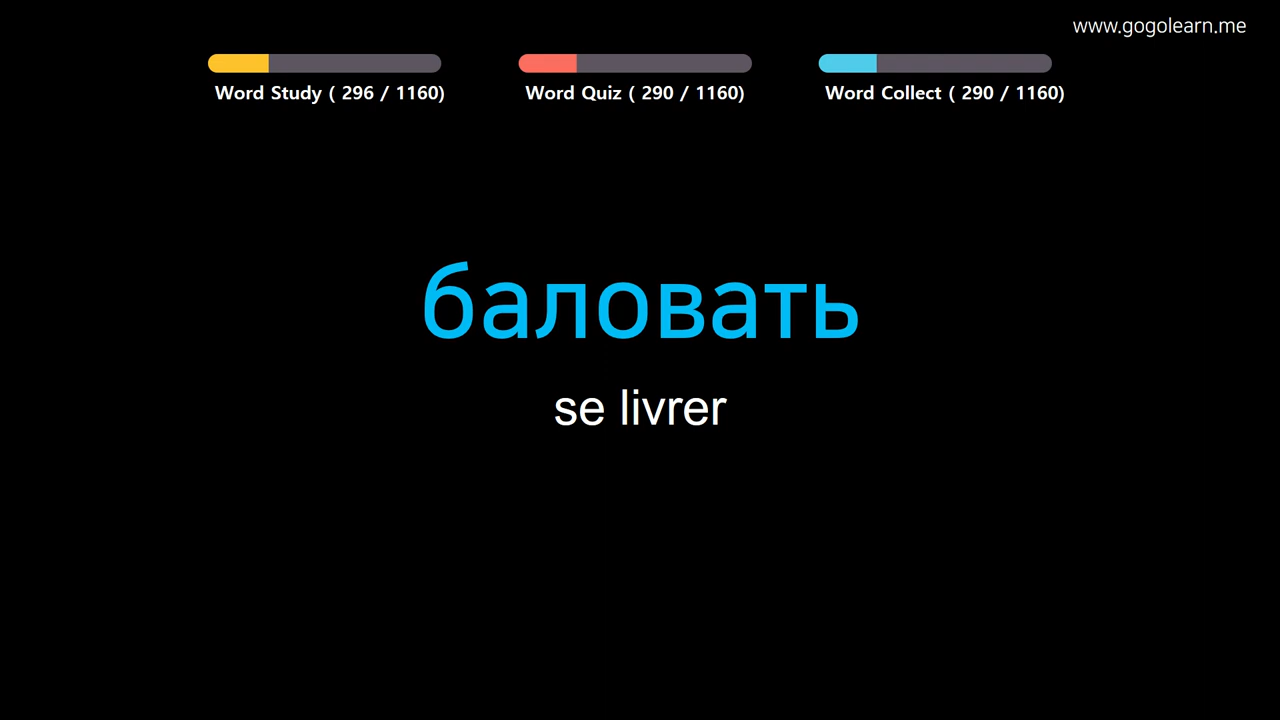 www.gogolearn.me
Word Study ( 296 / 1160)
Word Quiz ( 290 / 1160)
Word Collect ( 290 / 1160)
баловать
se livrer